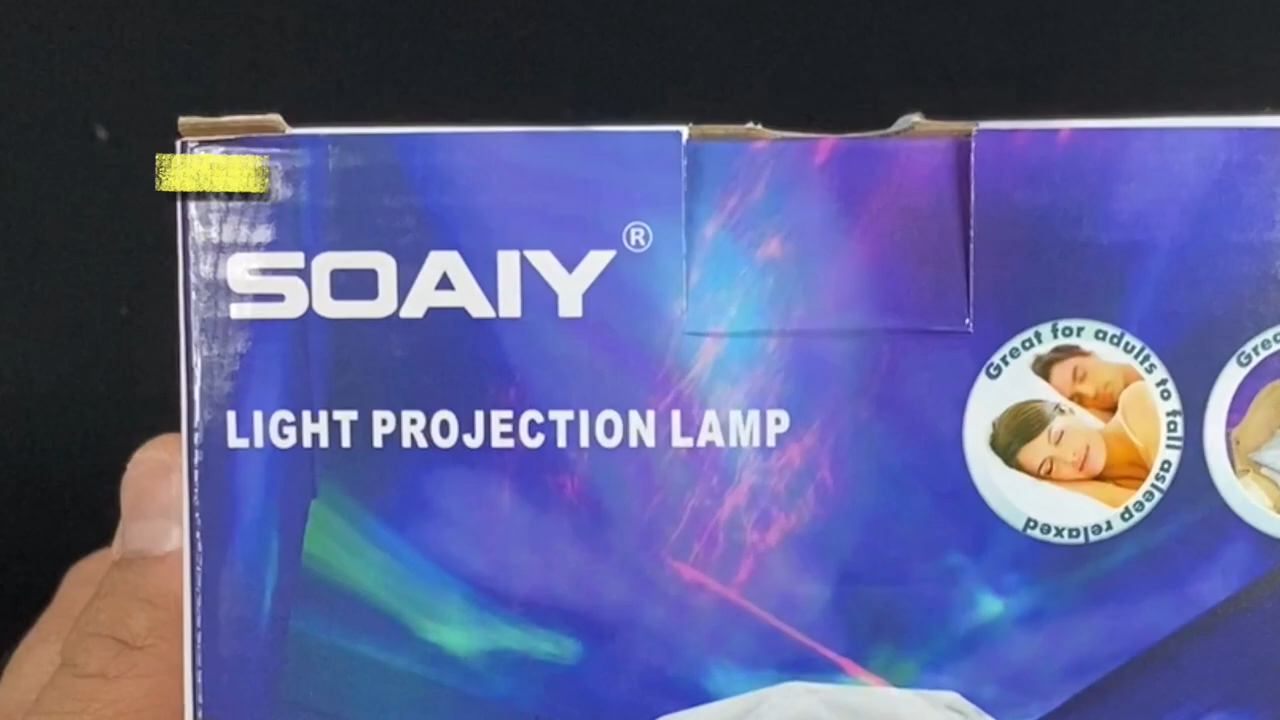 SOAIY®
LIGHT PROJECTION LAMP
Great for adults to fall asleep relaxed